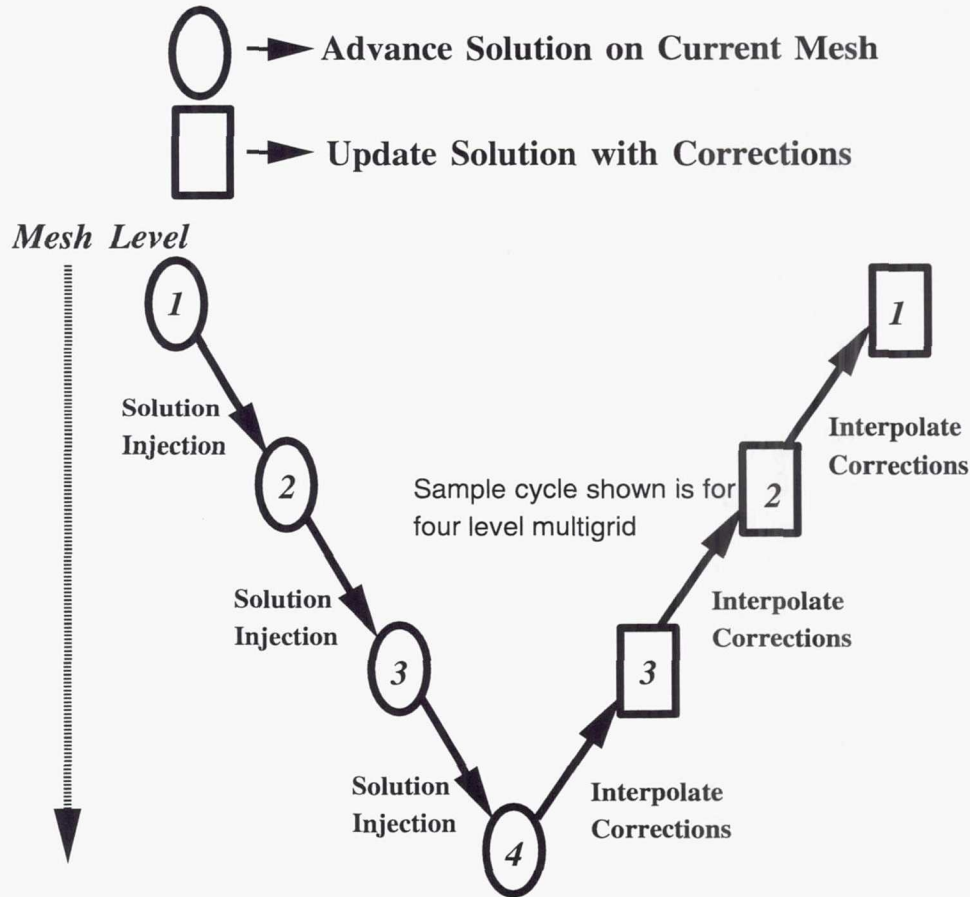 Advance Solution on Current Mesh
Update Solution with Corrections
Mesh Level
1
1
Solution
Injection
Interpolate
Corrections
2
Sample cycle shown is for
four level multigrid
2
Solution
Injection
Interpolate
Corrections
3
3
Solution
Injection
Interpolate
Corrections
4